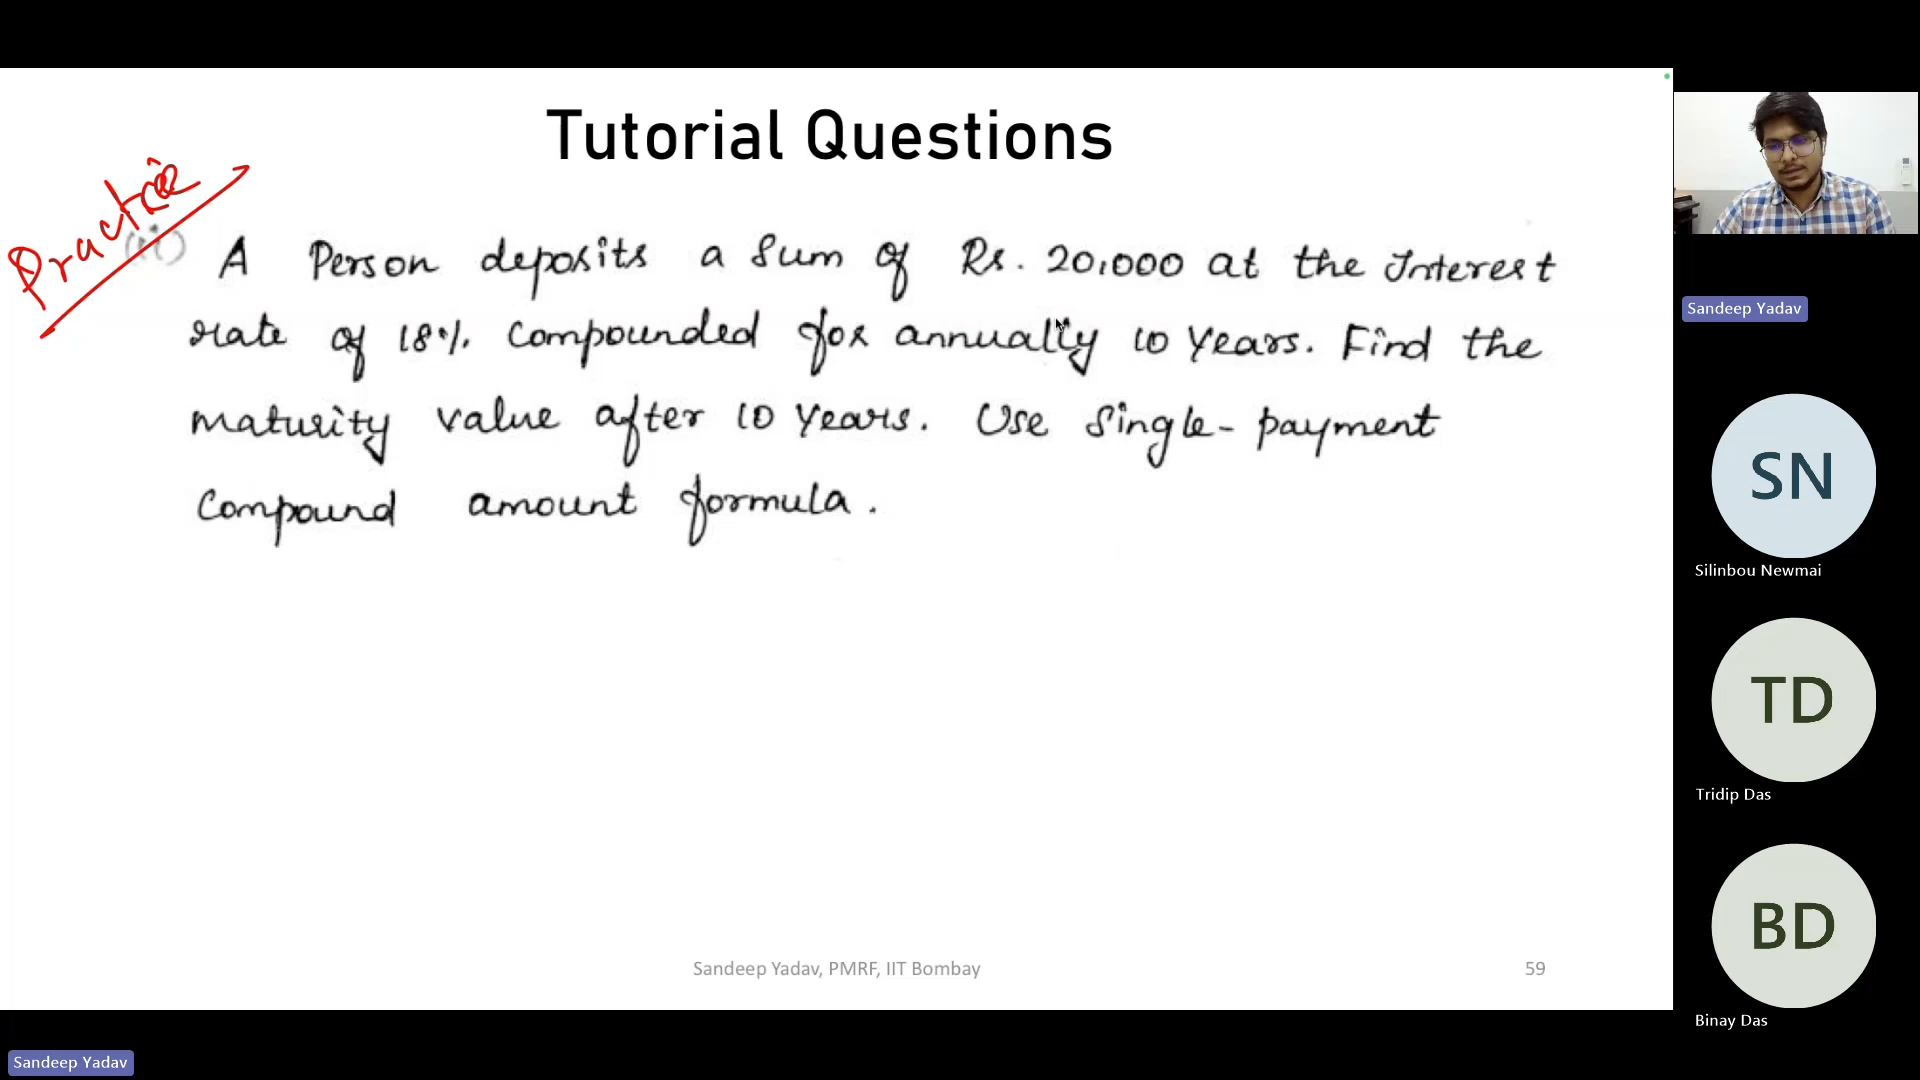 Tutorial Questions
Practice
(ii) A Person deposits a sum of Rs. 20,000 at the Interest
rate of 18% Compounded for annually 10 Years. Find the
maturity value after 10 Years. Use Single-payment
Compound amount formula.
Sandeep Yadav, PMRF, IIT Bombay
59
Sandeep Yadav
SN
Silinbou Newmai
TD
Tridip Das
BD
Binay Das
Sandeep Yadav